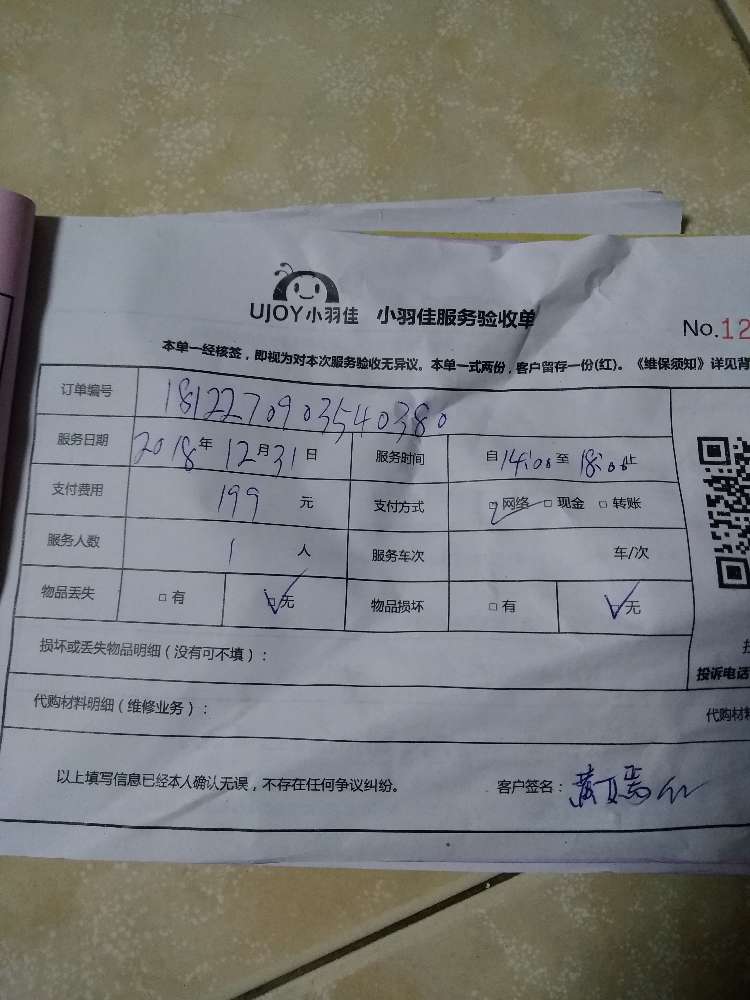 UJOY小羽佳 小羽佳服务验收单
No.12
本单一经核签，即视为对本次服务验收无异议。本单一式两份，客户留存一份(红)。《维保须知》详见背
订单编号 1812270903540380
服务日期 2018年12月31日 服务时间 自14:00至18:00止
支付费用 199 元 支付方式 □网络 □现金 □转账
服务人数 1 人 服务车次 车/次
物品丢失 □有 □无 物品损坏 □有 □无
损坏或丢失物品明细（没有可不填）：
投诉电话
代购材料明细（维修业务）： 代购材
以上填写信息已经本人确认无误，不存在任何争议纠纷。 客户签名：